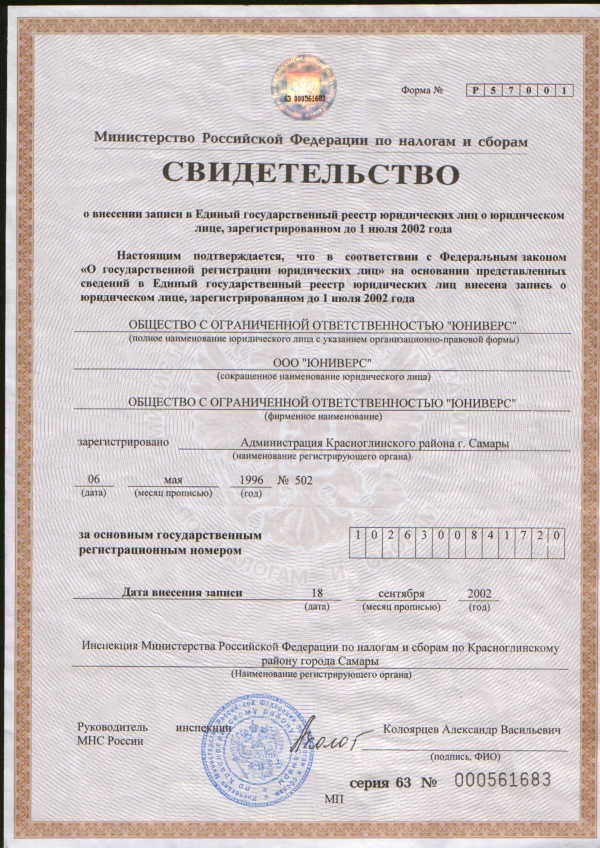 63 000561683
Форма № Р 5 7 0 0 1
Министерство Российской Федерации по налогам и сборам
СВИДЕТЕЛЬСТВО
о внесении записи в Единый государственный реестр юридических лиц о юридическом
лице, зарегистрированном до 1 июля 2002 года
Настоящим подтверждается, что в соответствии с Федеральным законом
«О государственной регистрации юридических лиц» на основании представленных
сведений в Единый государственный реестр юридических лиц внесена запись о
юридическом лице, зарегистрированном до 1 июля 2002 года
ОБЩЕСТВО С ОГРАНИЧЕННОЙ ОТВЕТСТВЕННОСТЬЮ "ЮНИВЕРС"
(полное наименование юридического лица с указанием организационно-правовой формы)
ООО "ЮНИВЕРС"
(сокращенное наименование юридического лица)
ОБЩЕСТВО С ОГРАНИЧЕННОЙ ОТВЕТСТВЕННОСТЬЮ "ЮНИВЕРС"
(фирменное наименование)
зарегистрировано Администрация Красноглинского района г. Самары
(наименование регистрирующего органа)
06 мая 1996 № 502
(дата) (месяц прописью) (год)
за основным государственным
регистрационным номером 1 0 2 6 3 0 0 8 4 1 7 2 0
Дата внесения записи 18 сентября 2002
(дата) (месяц прописью) (год)
Инспекция Министерства Российской Федерации по налогам и сборам по Красноглинскому
району города Самары
(Наименование регистрирующего органа)
Руководитель инспекции
МНС России
Колоярцев Александр Васильевич
(подпись, ФИО)
серия 63 № 000561683
МП